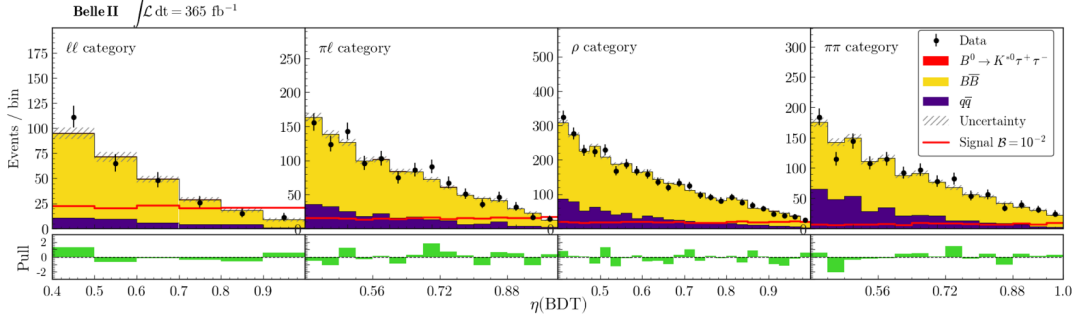 Belle II ∫ℒ dt = 365 fb⁻¹
ℓℓ category
πℓ category
ρ category
ππ category
Data
B⁰ → K*⁰τ⁺τ⁻
BB̅
qq̅
Uncertainty
Signal ℬ = 10⁻²
Events / bin
175
150
125
100
75
50
25
0
250
200
150
100
50
0
500
400
300
200
100
0
300
250
200
150
100
50
0
Pull
2
0
-2
0.4 0.5 0.6 0.7 0.8 0.9 0.56 0.72 0.88 0.5 0.6 0.7 0.8 0.9 0.56 0.72 0.88 1.0
η(BDT)